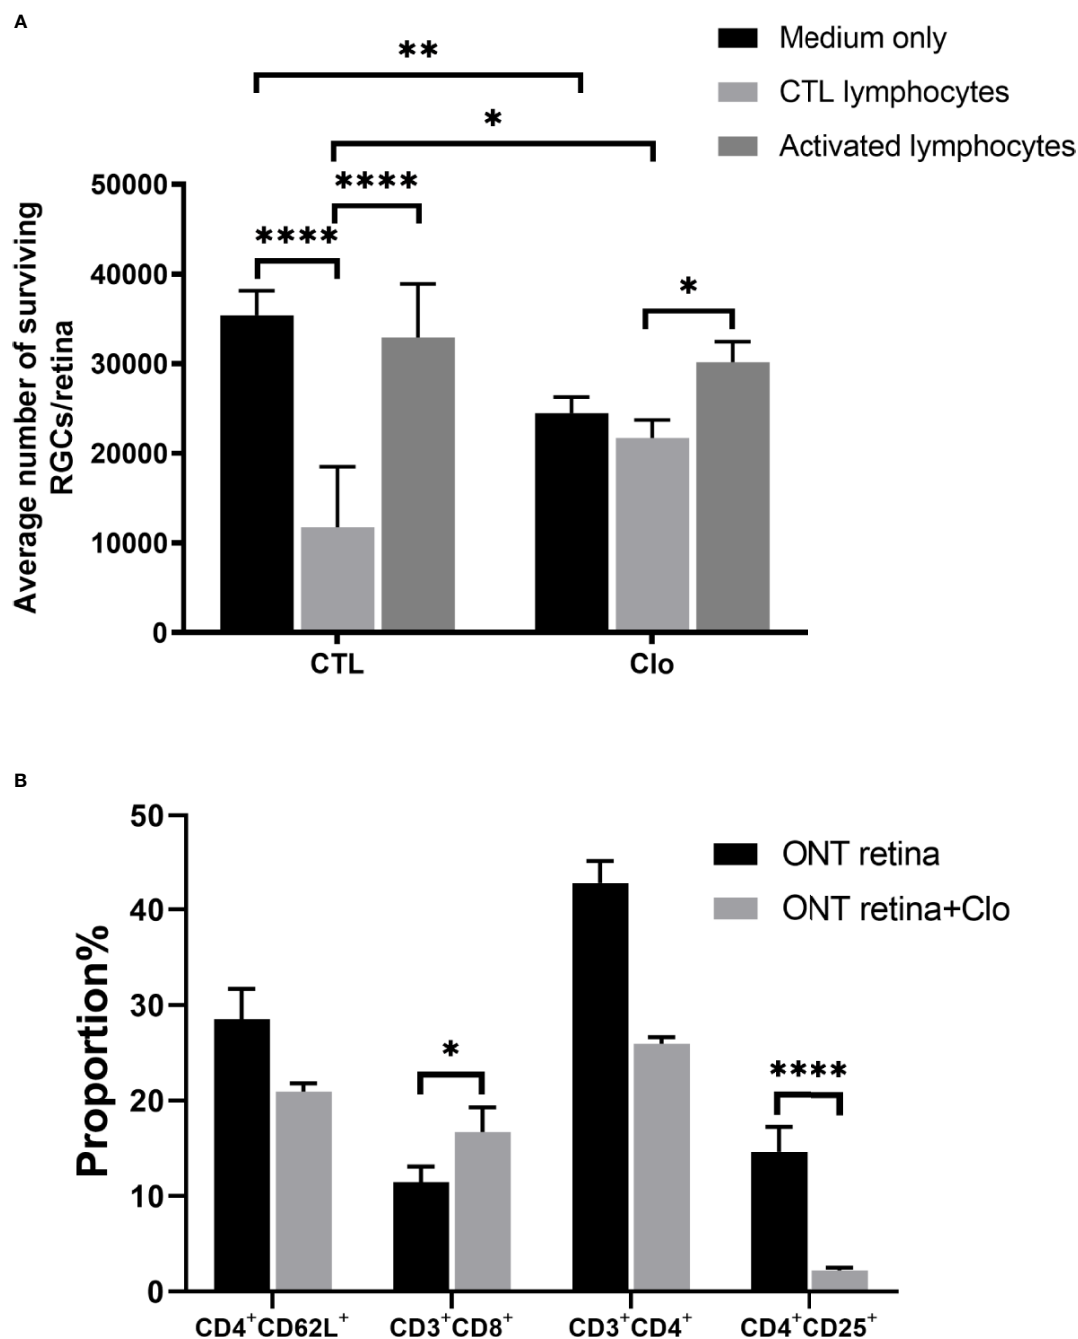 A
Medium only
CTL lymphocytes
Activated lymphocytes
**
*
****
****
*
Average number of surviving
RGCs/retina
50000
40000
30000
20000
10000
0
CTL
Clo
B
ONT retina
ONT retina+Clo
Proportion%
50
40
30
20
10
0
*
****
CD4⁺CD62L⁺
CD3⁺CD8⁺
CD3⁺CD4⁺
CD4⁺CD25⁺